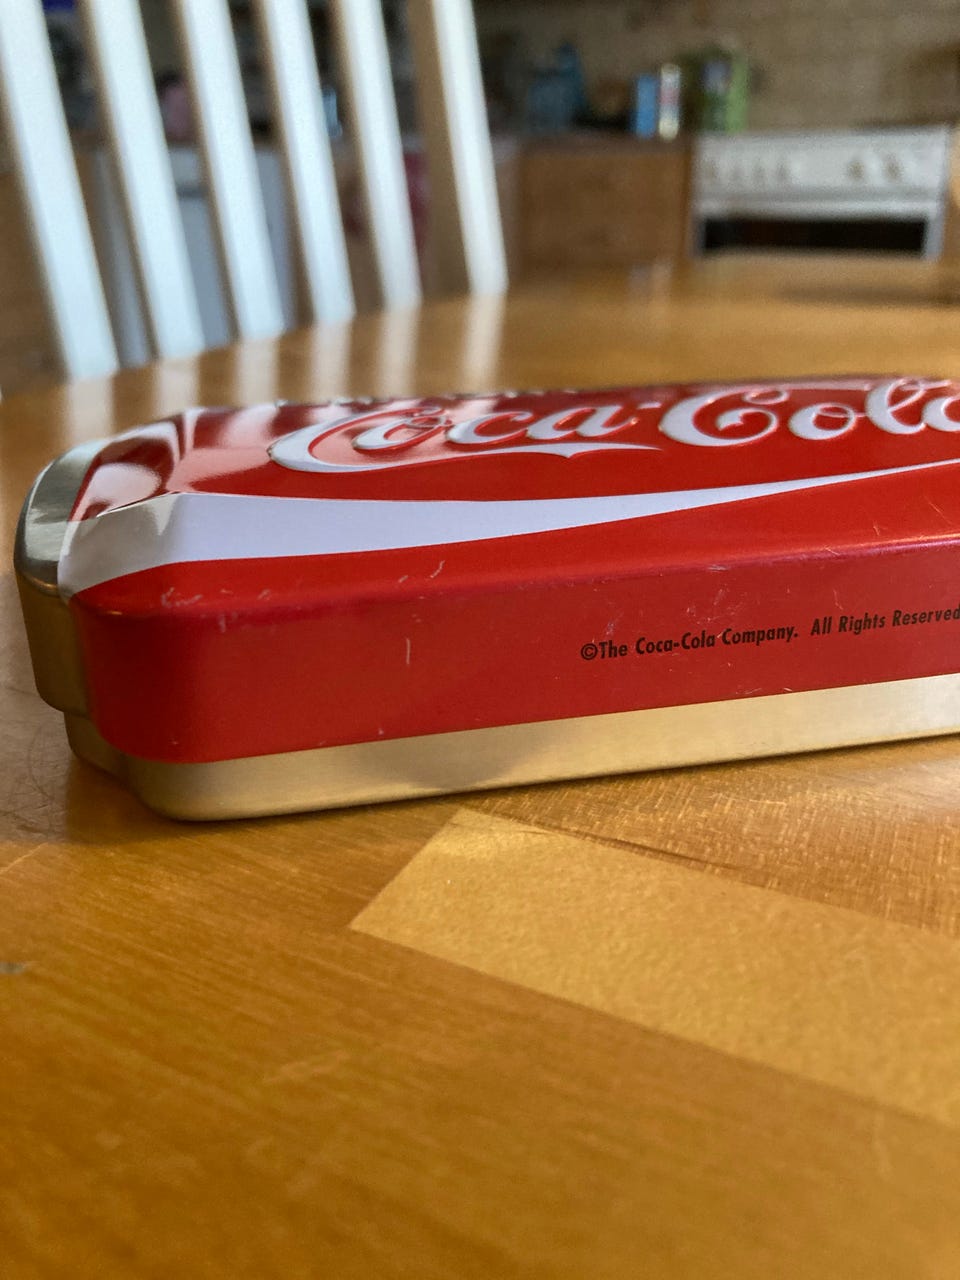 Coca-Cola
©The Coca-Cola Company. All Rights Reserved